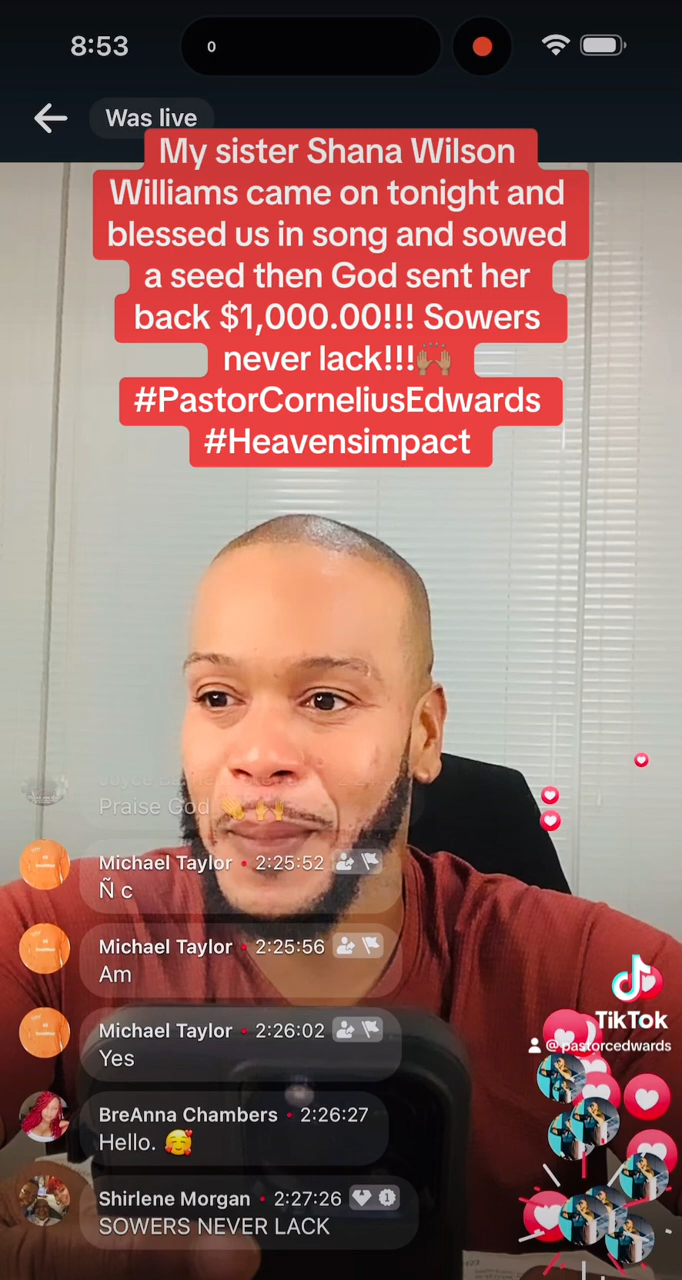 8:53
0
Was live
My sister Shana Wilson
Williams came on tonight and
blessed us in song and sowed
a seed then God sent her
back $1,000.00!!! Sowers
never lack!!!🙌🏽
#PastorCorneliusEdwards
#Heavensimpact
Joyce
Praise God 👏 🙌
Michael Taylor • 2:25:52
Ñ c
Michael Taylor • 2:25:56
Am
Michael Taylor • 2:26:02
Yes
TikTok
@pastorcedwards
BreAnna Chambers • 2:26:27
Hello. 🥰
Shirlene Morgan • 2:27:26 1
SOWERS NEVER LACK